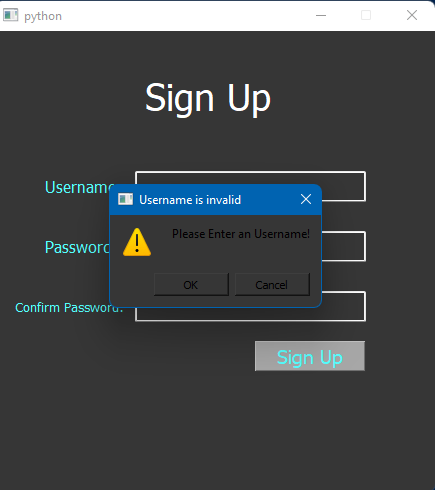 python
Sign Up
Username
Username is invalid
Please Enter an Username!
Password
OK
Cancel
Confirm Password:
Sign Up